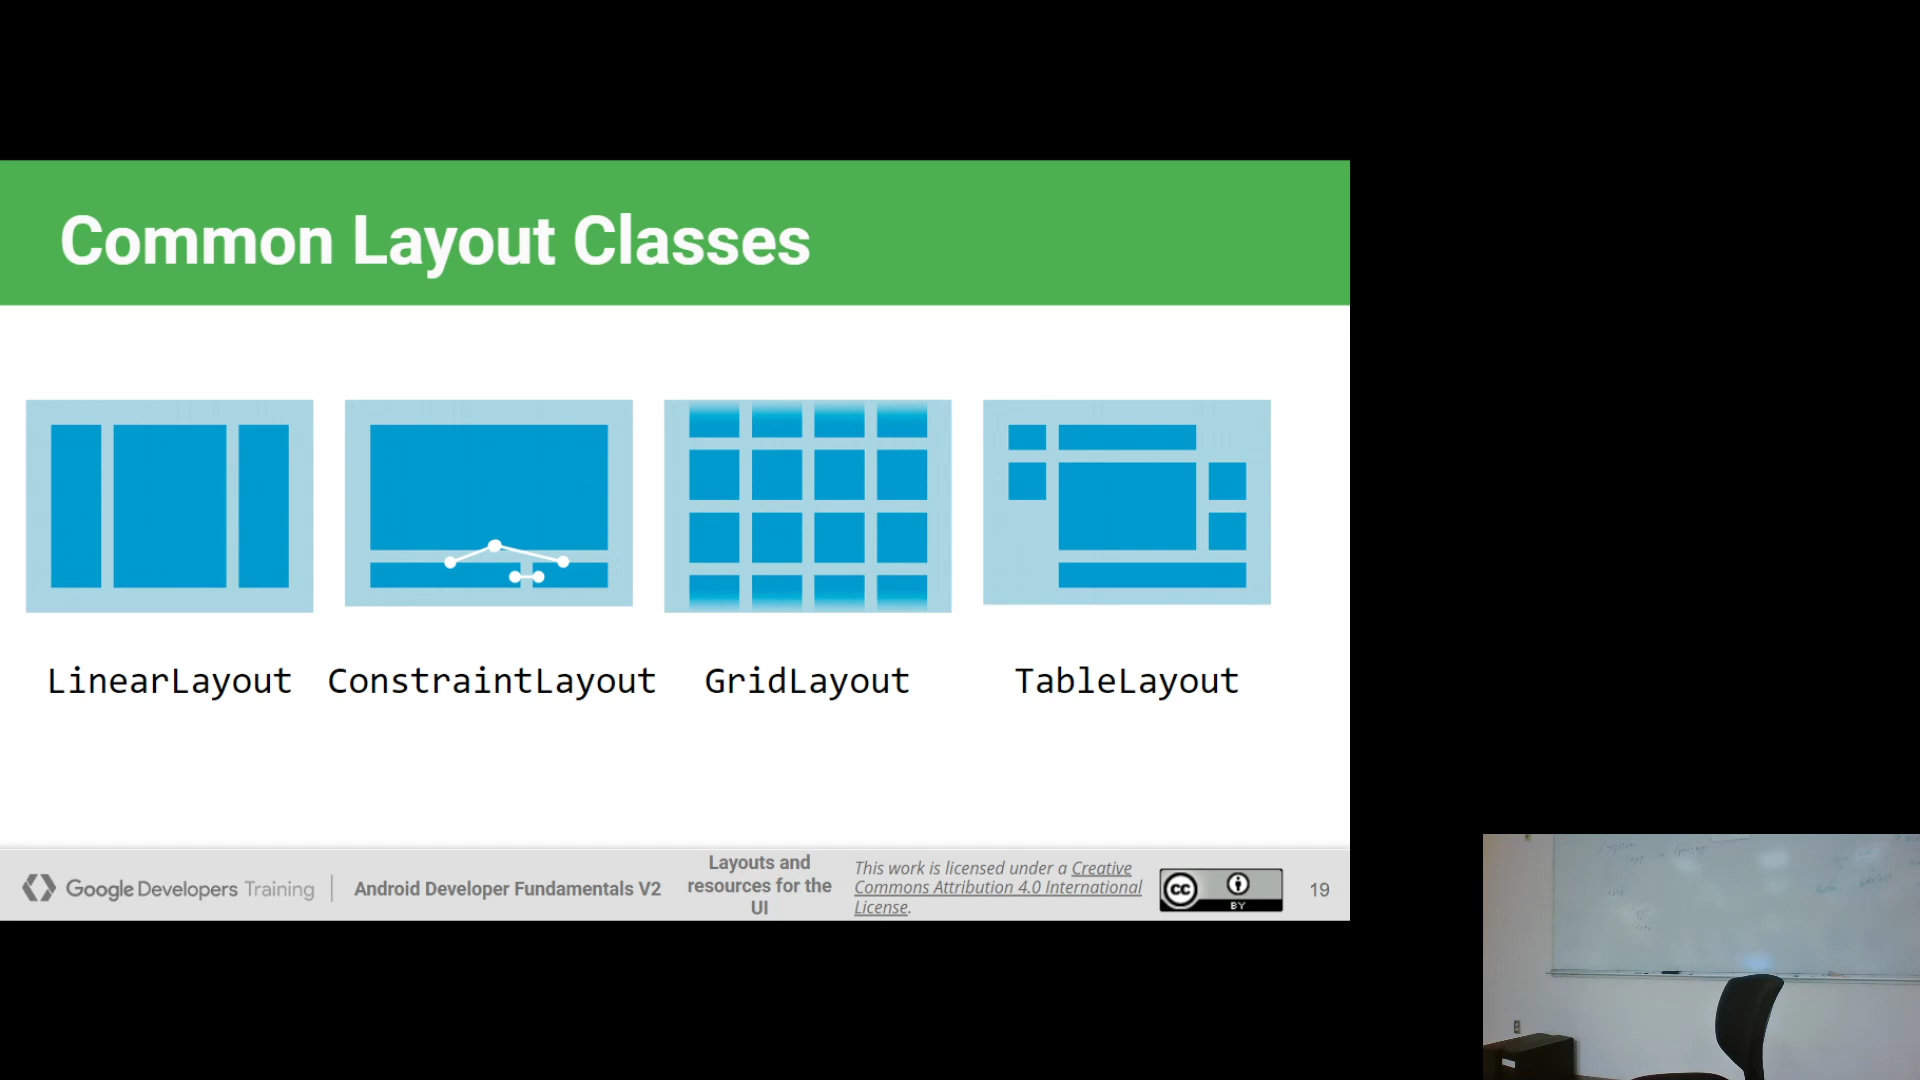 Common Layout Classes
LinearLayout
ConstraintLayout
GridLayout
TableLayout
Google Developers Training
Android Developer Fundamentals V2
Layouts and
resources for the
UI
This work is licensed under a Creative
Commons Attribution 4.0 International
License.
cc
BY
19